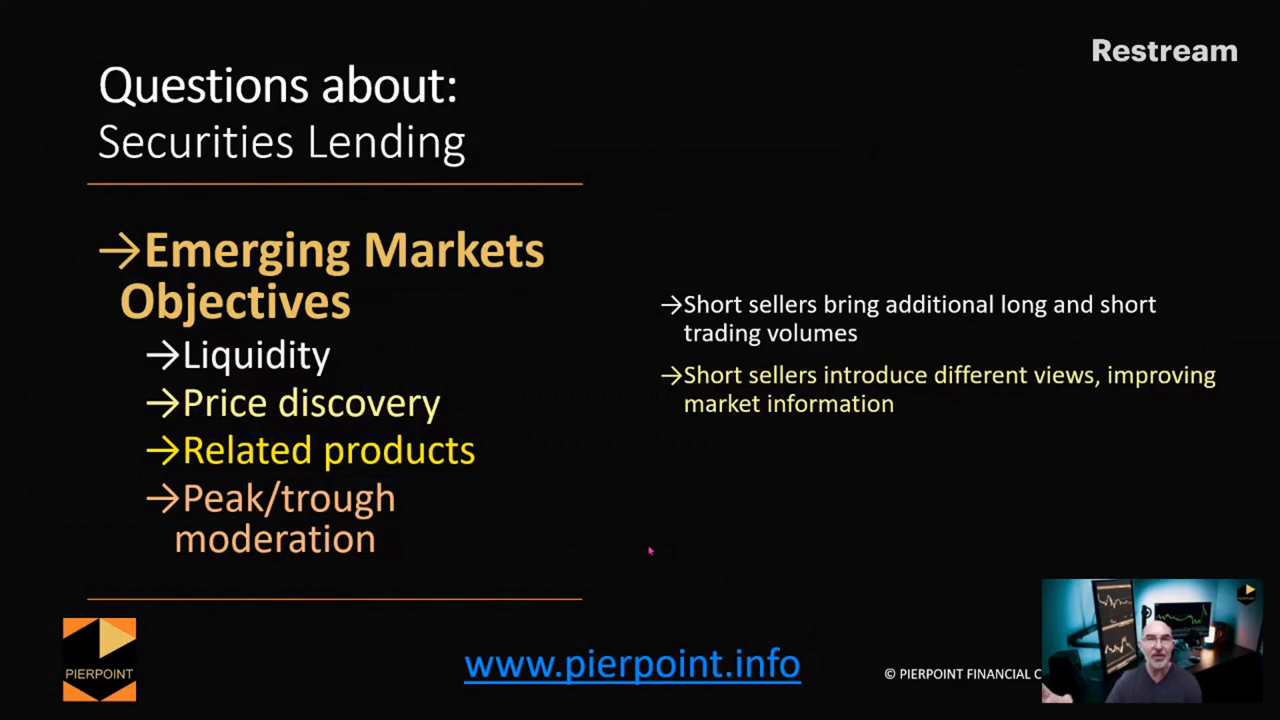 Restream
Questions about:
Securities Lending
→Emerging Markets
Objectives
→Liquidity
→Price discovery
→Related products
→Peak/trough
moderation
→Short sellers bring additional long and short
trading volumes
→Short sellers introduce different views, improving
market information
PIERPOINT
www.pierpoint.info
© PIERPOINT FINANCIAL